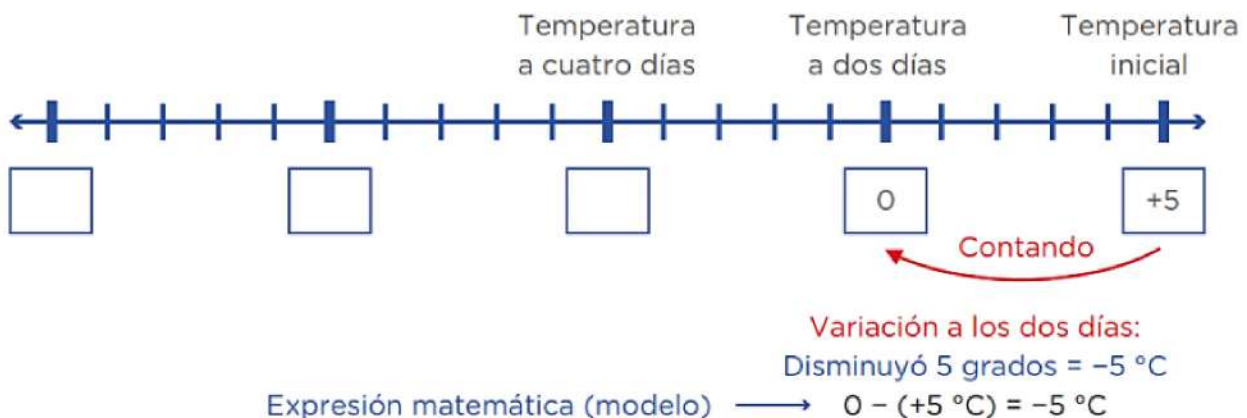 Temperatura
a cuatro días
Temperatura
a dos días
Temperatura
inicial
0
+5
Contando
Variación a los dos días:
Disminuyó 5 grados = –5 °C
Expresión matemática (modelo) → 0 – (+5 °C) = –5 °C